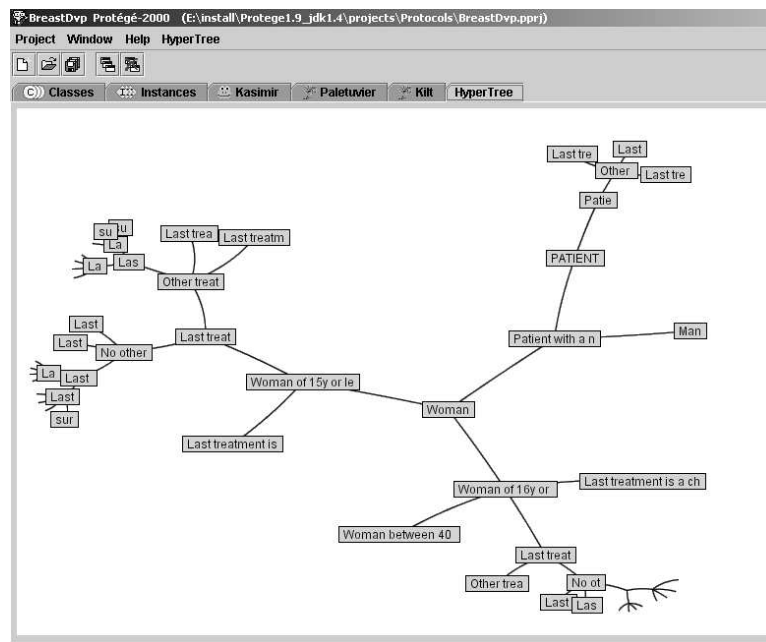 BreastDvp Protégé-2000 (E:\install\Protege1.9_jdk1.4\projects\Protocols\BreastDvp.pprj)
Project Window Help HyperTree
Classes Instances Kasimir Paletuvier Kilt HyperTree
Last tre Last
Other Last tre
Patie
su su
La
Last trea Last treatm
PATIENT
La Las
Other treat
Last
Last treat
Patient with a n Man
Last
No other
La Last
Woman of 15y or le
Last
Woman
sur
Last treatment is
Woman of 16y or Last treatment is a ch
Woman between 40
Last treat
Other trea No ot
Last Las